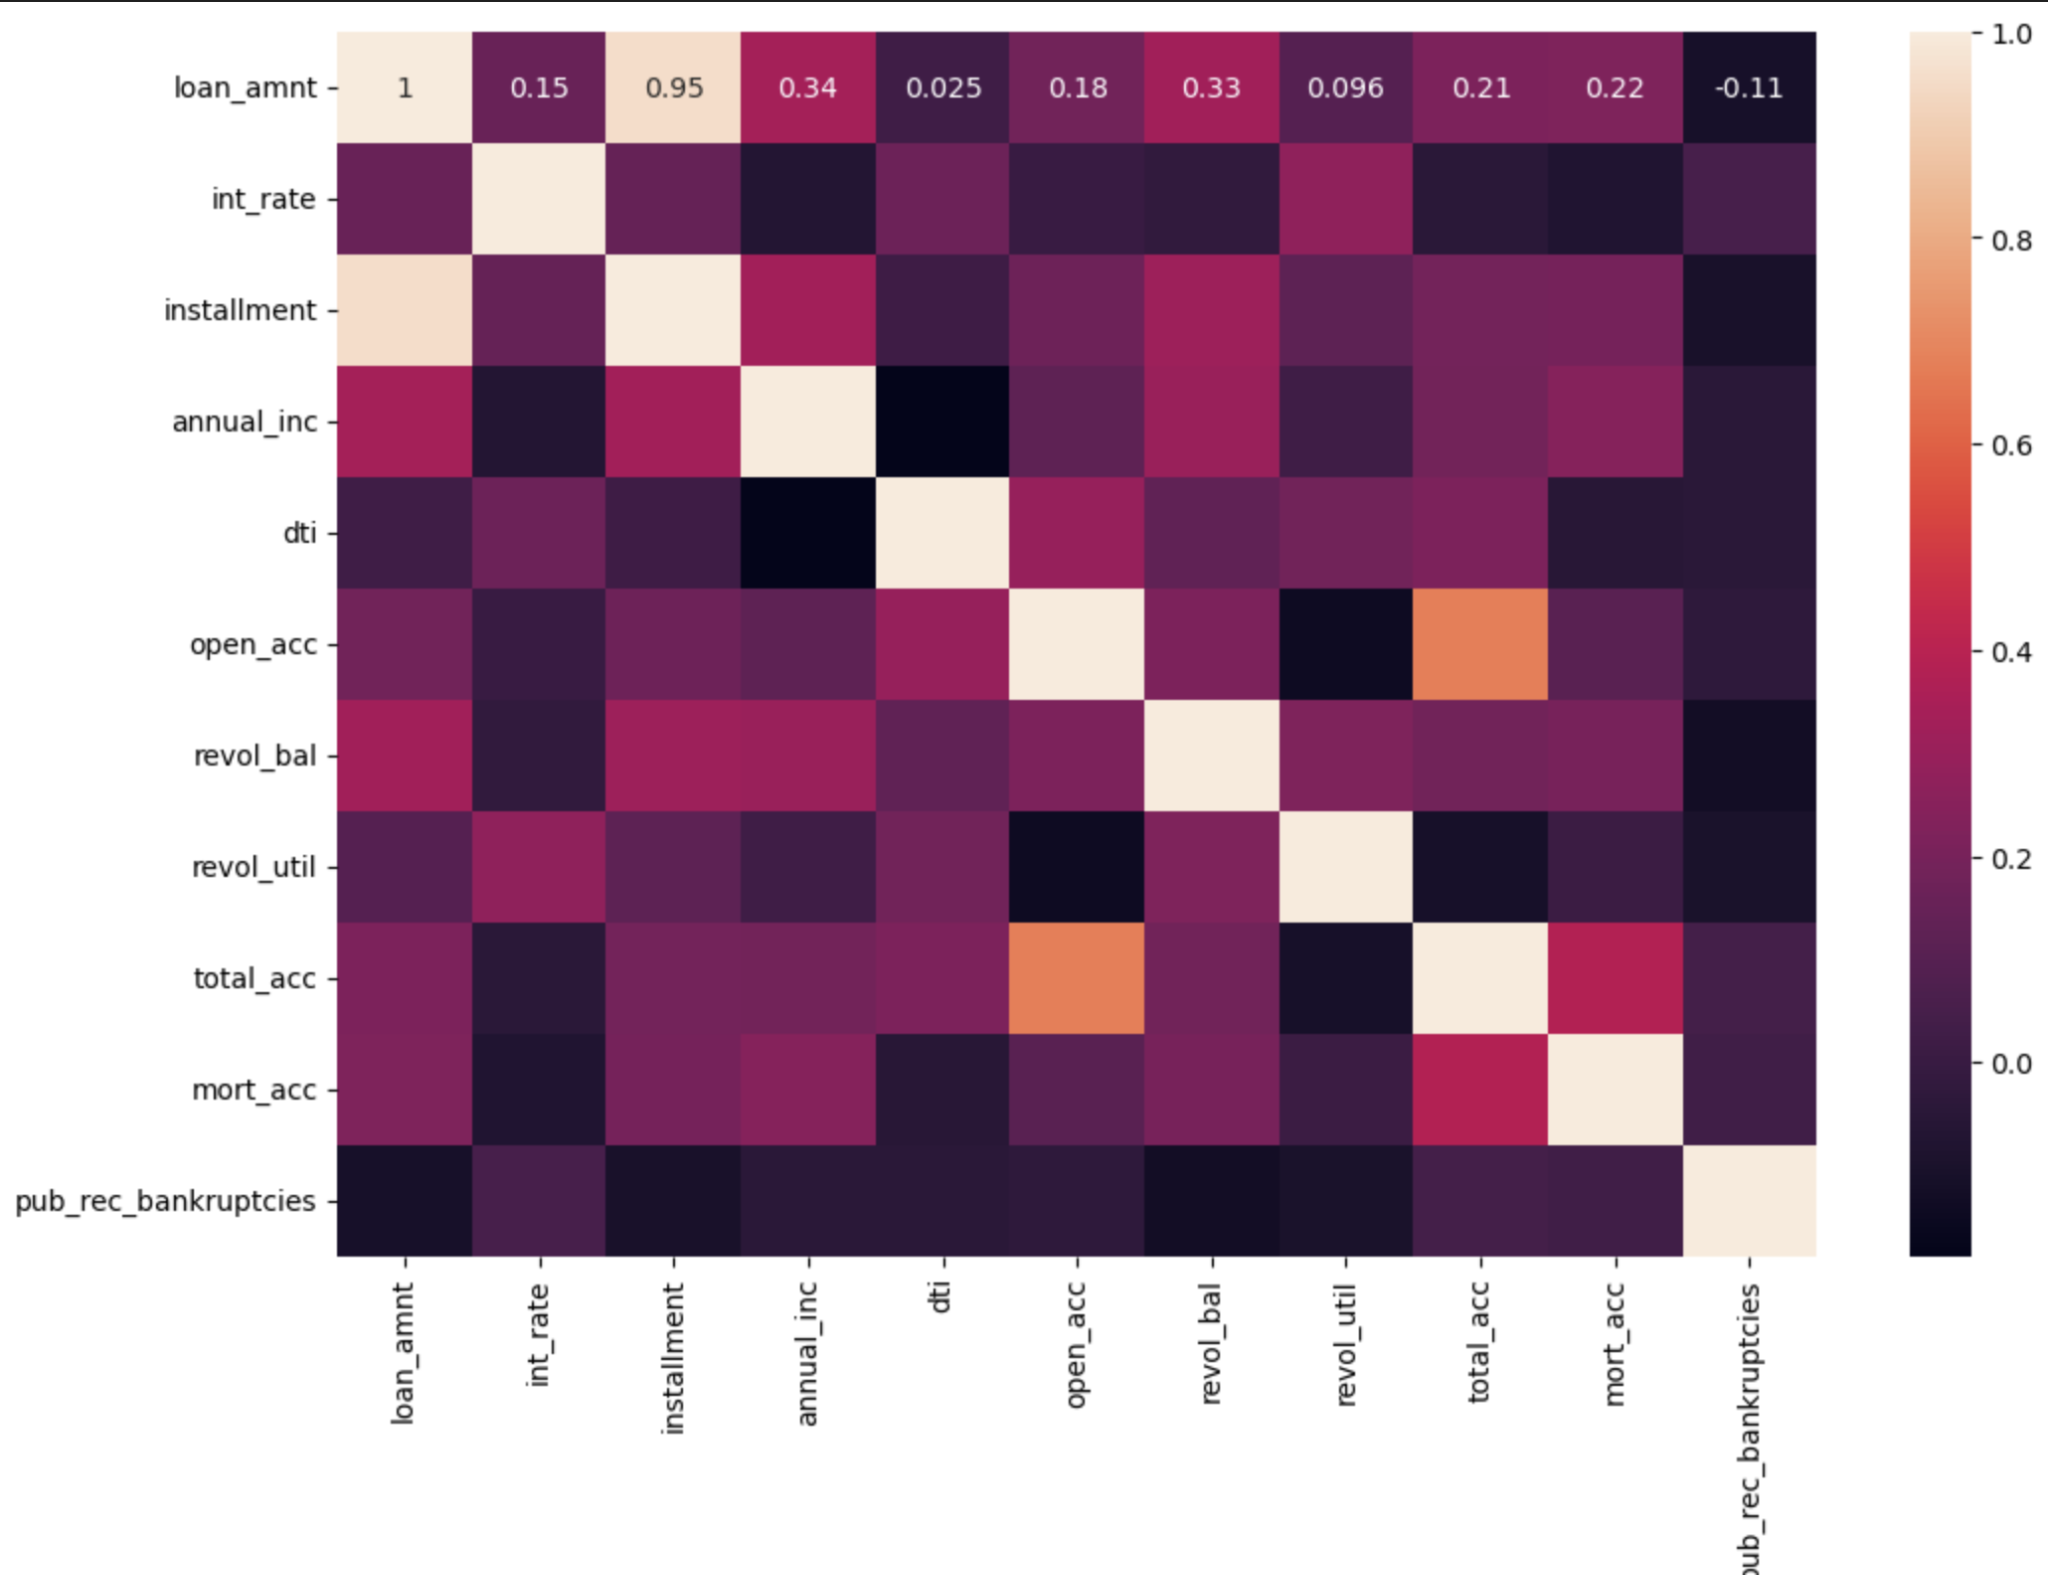 loan_amnt 1 0.15 0.95 0.34 0.025 0.18 0.33 0.096 0.21 0.22 -0.11
int_rate
installment
annual_inc
dti
open_acc
revol_bal
revol_util
total_acc
mort_acc
pub_rec_bankruptcies
loan_amnt
int_rate
installment
annual_inc
dti
open_acc
revol_bal
revol_util
total_acc
mort_acc
pub_rec_bankruptcies
1.0
0.8
0.6
0.4
0.2
0.0